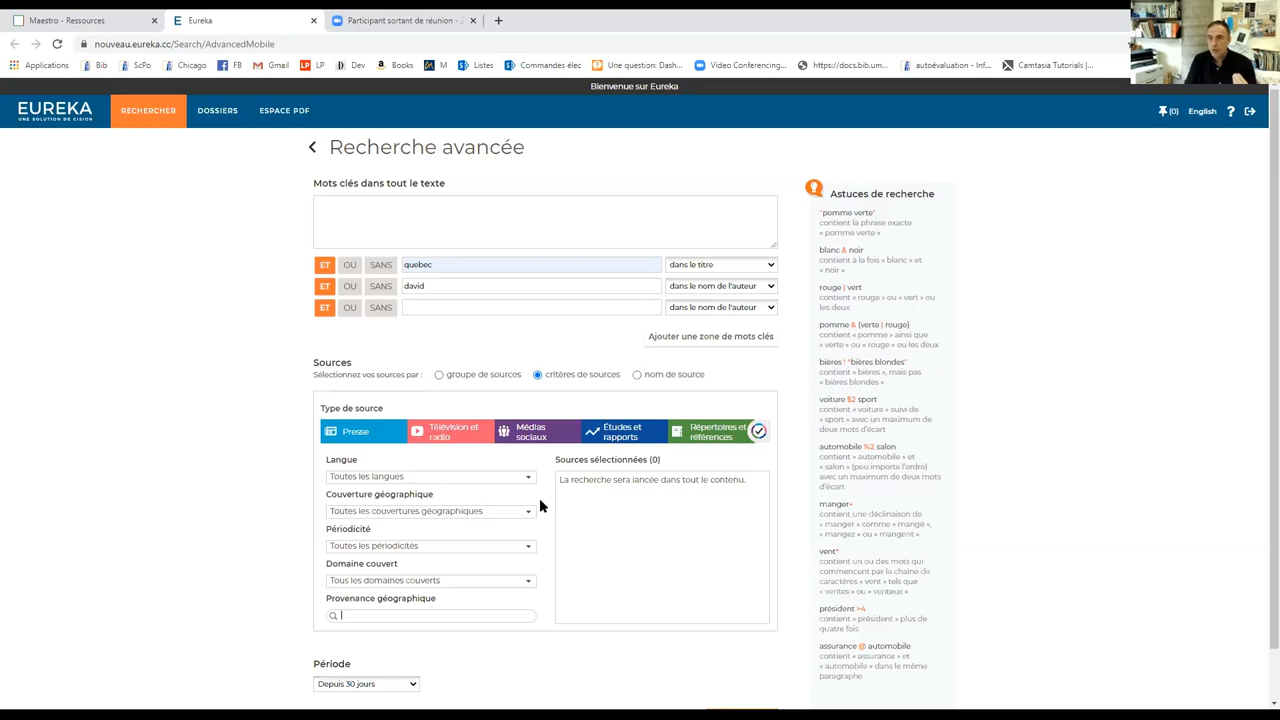 Maestro - Ressources
Eureka
Participant sortant de réunion -
nouveau.eureka.cc/Search/AdvancedMobile
Applications
Bib
ScPo
Chicago
FB
Gmail
LP
LP
Dev
Books
M
Listes
Commandes élec
Une question: Dash...
Video Conferencing...
https://docs.bib.um...
autoévaluation - Inf...
Camtasia Tutorials |...
Bienvenue sur Eureka
EUREKA
UNE SOLUTION DE CISION
RECHERCHER
DOSSIERS
ESPACE PDF
(0)
English
?
Recherche avancée
Mots clés dans tout le texte
ET OU SANS quebec dans le titre
ET OU SANS david dans le nom de l'auteur
ET OU SANS dans le nom de l'auteur
Ajouter une zone de mots clés
Sources
Sélectionnez vos sources par : groupe de sources critères de sources nom de source
Type de source
Presse
Télévision et
radio
Médias
sociaux
Études et
rapports
Répertoires et
références
Langue
Toutes les langues
Couverture géographique
Toutes les couvertures géographiques
Périodicité
Toutes les périodicités
Domaine couvert
Tous les domaines couverts
Provenance géographique
Sources sélectionnées (0)
La recherche sera lancée dans tout le contenu.
Période
Depuis 30 jours
Astuces de recherche
"pomme verte"
contient la phrase exacte
« pomme verte »
blanc & noir
contient à la fois « blanc » et
« noir »
rouge | vert
contient « rouge » ou « vert » ou
les deux
pomme & (verte | rouge)
contient « pomme » ainsi que
« verte » ou « rouge » ou les deux
bières ! "bières blondes"
contient « bières », mais pas
« bières blondes »
voiture $2 sport
contient « voiture » suivi de
« sport » avec un maximum de
deux mots d'écart
automobile %2 salon
contient « automobile » et
« salon » (peu importe l'ordre)
avec un maximum de deux mots
d'écart
manger+
contient une déclinaison de
« manger » comme « mangé »,
« mangez » ou « mangent »
vent*
contient un ou des mots qui
commencent par la chaîne de
caractères « vent » tels que
« ventes » ou « venteux »
président >4
contient « président » plus de
quatre fois
assurance @ automobile
contient « assurance » et
« automobile » dans le même
paragraphe